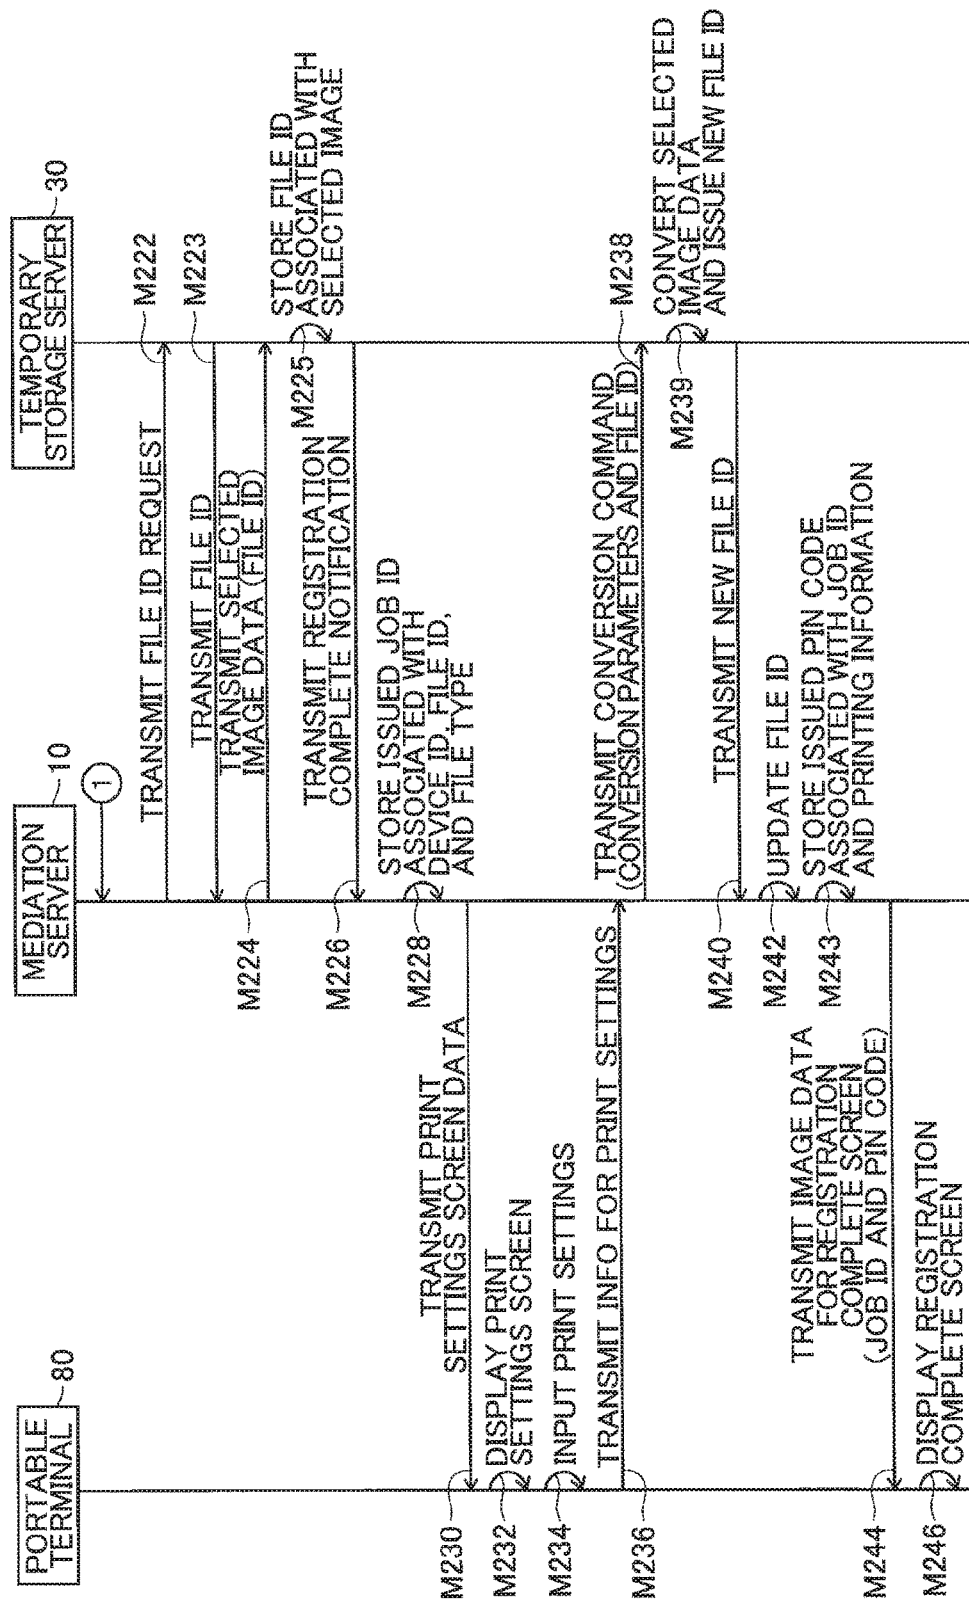 PORTABLE
TERMINAL
80
MEDIATION
SERVER
10
TEMPORARY
STORAGE SERVER
30
1
TRANSMIT FILE ID REQUEST
M222
TRANSMIT FILE ID
M223
TRANSMIT SELECTED
IMAGE DATA (FILE ID)
M224
STORE FILE ID
ASSOCIATED WITH
SELECTED IMAGE
M225
TRANSMIT REGISTRATION
COMPLETE NOTIFICATION
M226
STORE ISSUED JOB ID
ASSOCIATED WITH
DEVICE ID, FILE ID,
AND FILE TYPE
M228
TRANSMIT PRINT
SETTINGS SCREEN DATA
M230
DISPLAY PRINT
SETTINGS SCREEN
M232
INPUT PRINT SETTINGS
M234
TRANSMIT INFO FOR PRINT SETTINGS
M236
TRANSMIT CONVERSION COMMAND
(CONVERSION PARAMETERS AND FILE ID)
M238
CONVERT SELECTED
IMAGE DATA
AND ISSUE NEW FILE ID
M239
TRANSMIT NEW FILE ID
M240
UPDATE FILE ID
M242
STORE ISSUED PIN CODE
ASSOCIATED WITH JOB ID
AND PRINTING INFORMATION
M243
TRANSMIT IMAGE DATA
FOR REGISTRATION
COMPLETE SCREEN
(JOB ID AND PIN CODE)
M244
DISPLAY REGISTRATION
COMPLETE SCREEN
M246